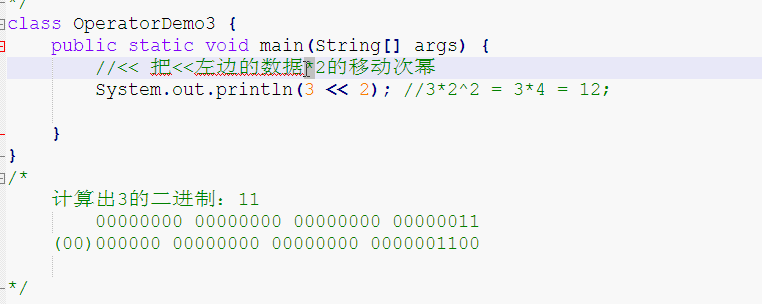 */
class OperatorDemo3 {
public static void main(String[] args) {
//<< 把<<左边的数据*2的移动次幂
System.out.println(3 << 2); //3*2^2 = 3*4 = 12;
}
}
/*
计算出3的二进制：11
00000000 00000000 00000000 00000011
(00)000000 00000000 00000000 0000001100
*/